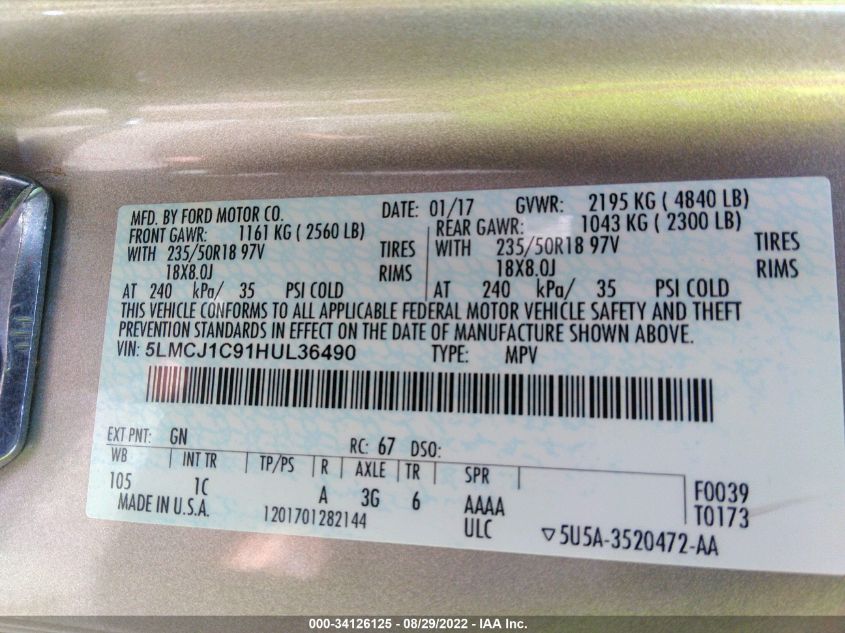 MFD. BY FORD MOTOR CO. DATE: 01/17 GVWR: 2195 KG ( 4840 LB)
FRONT GAWR: 1161 KG ( 2560 LB) REAR GAWR: 1043 KG ( 2300 LB)
WITH 235/50R18 97V TIRES WITH 235/50R18 97V TIRES
18X8.0J RIMS 18X8.0J RIMS
AT 240 kPa/ 35 PSI COLD AT 240 kPa/ 35 PSI COLD
THIS VEHICLE CONFORMS TO ALL APPLICABLE FEDERAL MOTOR VEHICLE SAFETY AND THEFT
PREVENTION STANDARDS IN EFFECT ON THE DATE OF MANUFACTURE SHOWN ABOVE.
VIN: 5LMCJ1C91HUL36490 TYPE: MPV
EXT PNT: GN RC: 67 DSO:
WB INT TR TP/PS R AXLE TR SPR
105 1C A 3G 6 AAAA F0039
MADE IN U.S.A. 1201701282144 ULC T0173
▽5U5A-3520472-AA
000-34126125 - 08/29/2022 - IAA Inc.